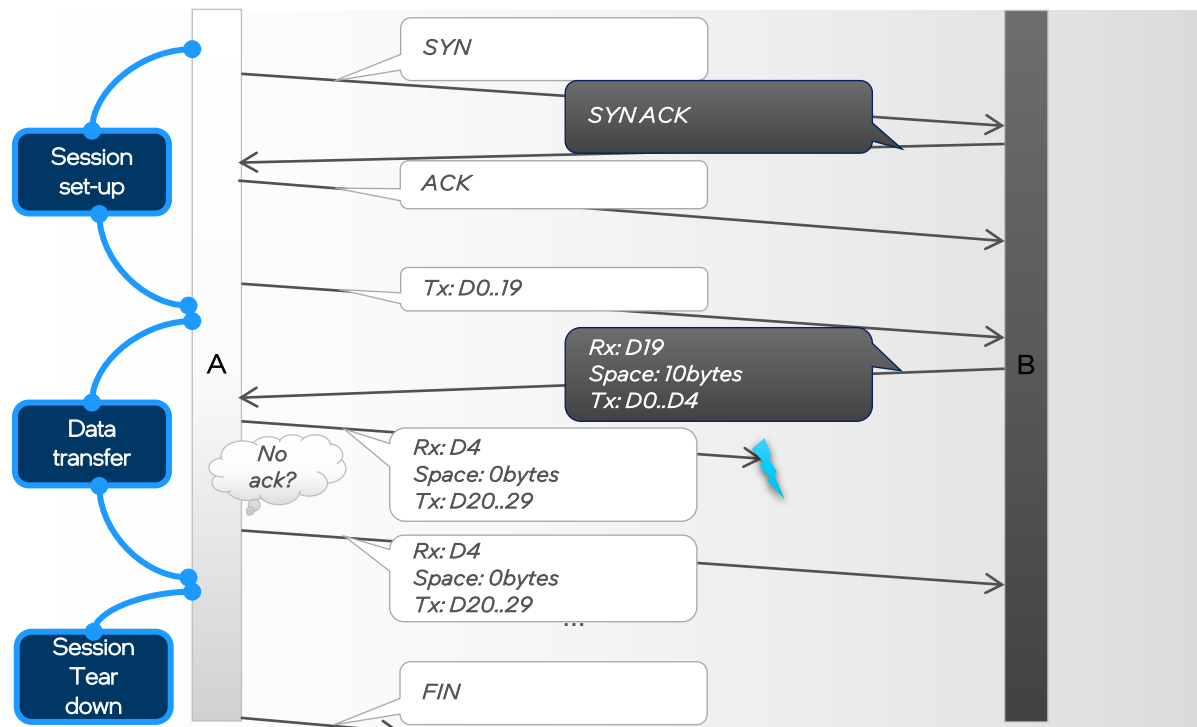 SYN
SYN ACK
Session
set-up
ACK
Tx: D0..19
A
B
Rx: D19
Space: 10bytes
Tx: D0..D4
Data
transfer
No
ack?
Rx: D4
Space: 0bytes
Tx: D20..29
Rx: D4
Space: 0bytes
Tx: D20..29
...
Session
Tear
down
FIN